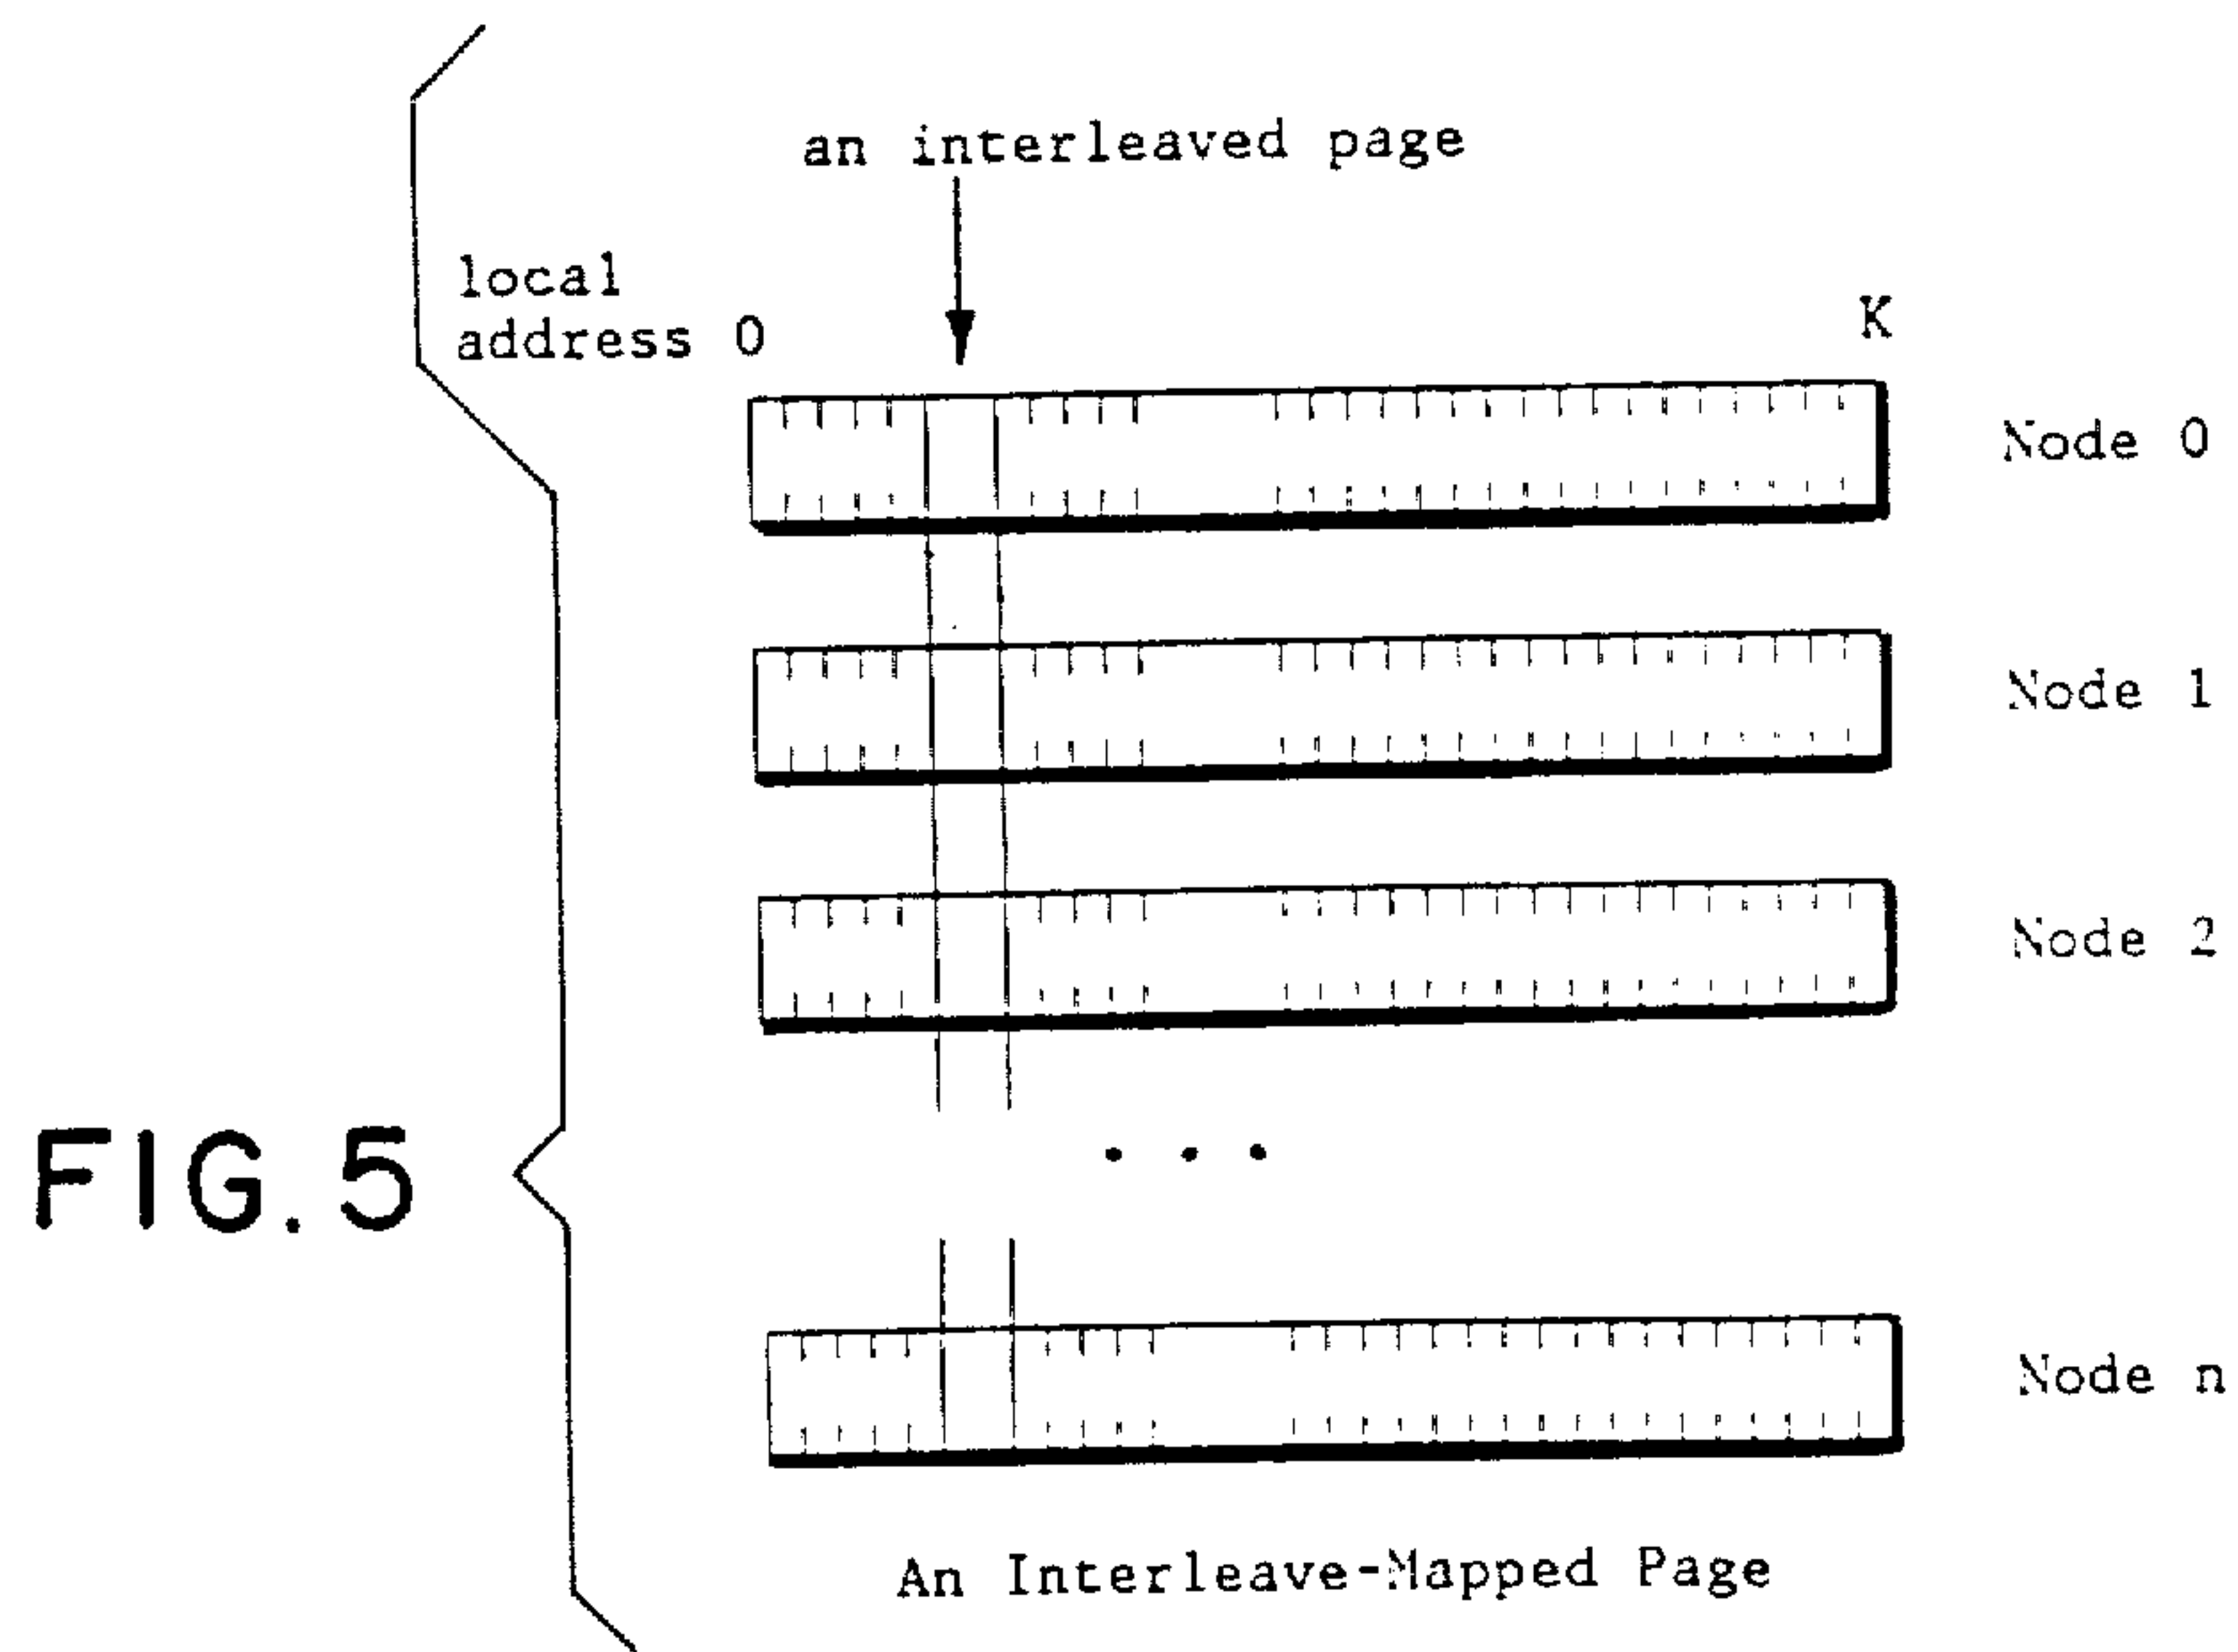 an interleaved page
local
address 0
K
Node 0
Node 1
Node 2
FIG. 5
. . .
Node n
An Interleave-Mapped Page